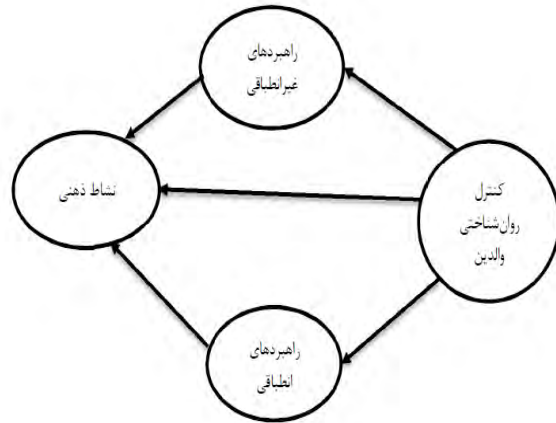 راهبردهای
غیرانطباقی
کنترل
روان‌شناختی
والدین
نشاط ذهنی
راهبردهای
انطباقی